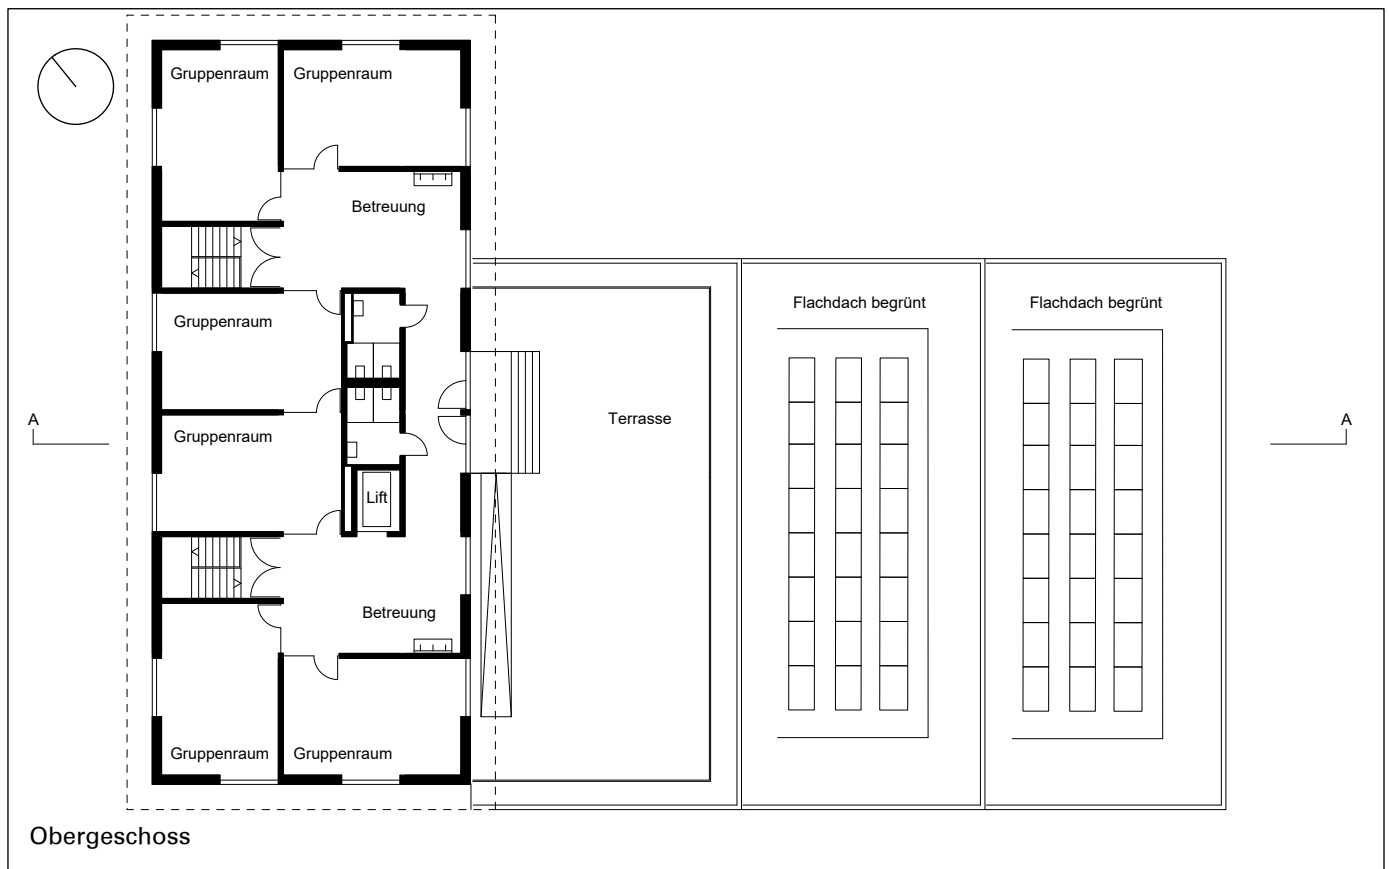 Gruppenraum
Gruppenraum
Betreuung
Flachdach begrünt
Flachdach begrünt
Gruppenraum
A
Terrasse
A
Gruppenraum
Lift
Betreuung
Gruppenraum
Gruppenraum
Obergeschoss